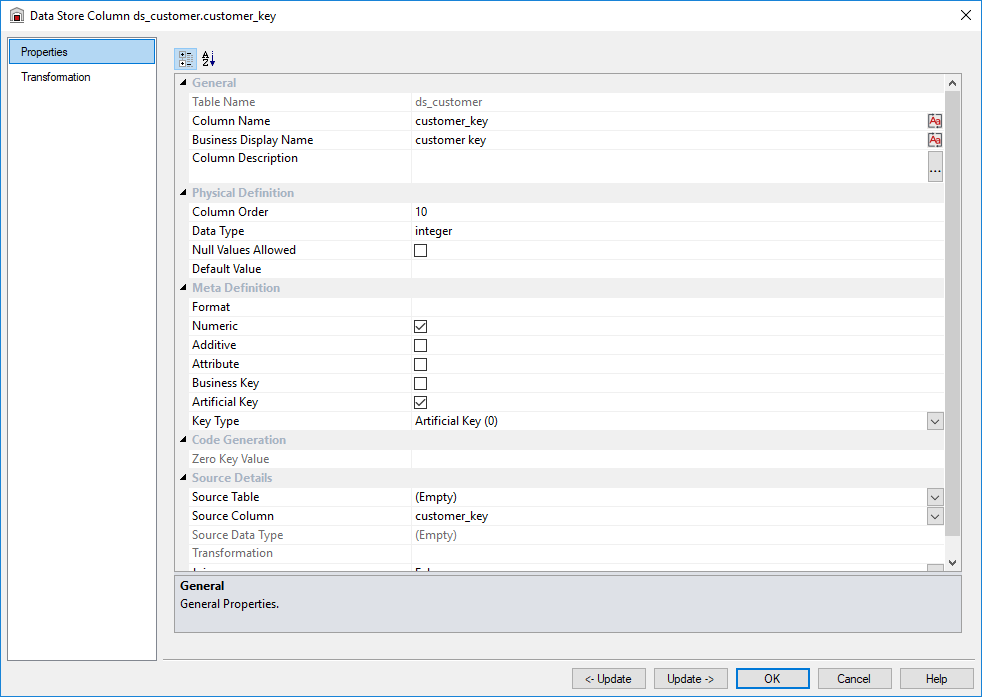 Data Store Column ds_customer.customer_key
Properties
Transformation
General
Table Name ds_customer
Column Name customer_key
Business Display Name customer key
Column Description
...
Physical Definition
Column Order 10
Data Type integer
Null Values Allowed
Default Value
Meta Definition
Format
Numeric
Additive
Attribute
Business Key
Artificial Key
Key Type Artificial Key (0)
Code Generation
Zero Key Value
Source Details
Source Table (Empty)
Source Column customer_key
Source Data Type (Empty)
Transformation
General
General Properties.
<- Update Update -> OK Cancel Help